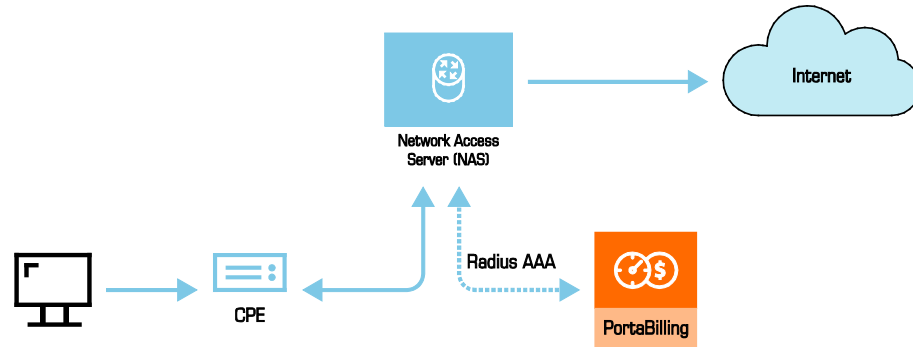 Internet
Network Access
Server (NAS)
Radius AAA
CPE
$
PortaBilling